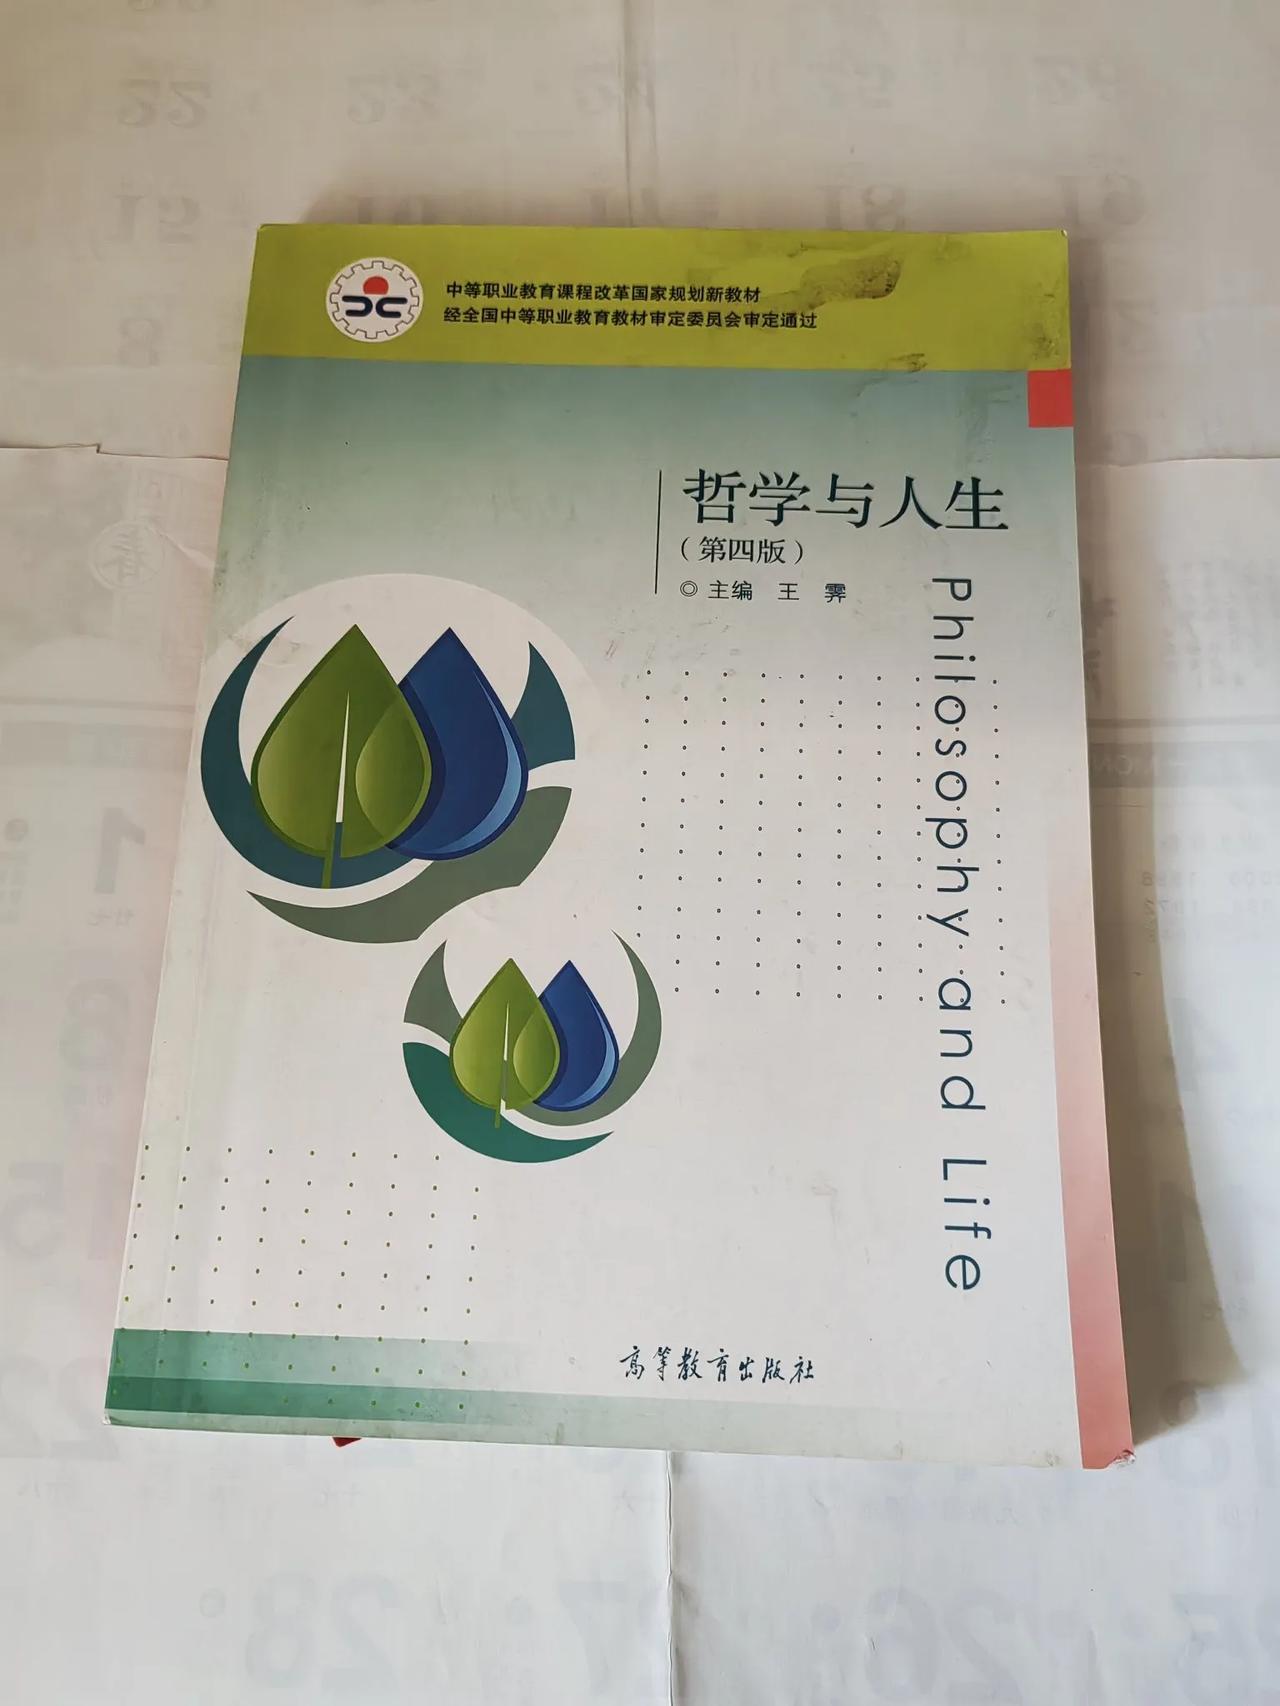 中等职业教育课程改革国家规划新教材
经全国中等职业教育教材审定委员会审定通过
哲学与人生
（第四版）
◎ 主编 王 霁
Philosophy and Life
高等教育出版社